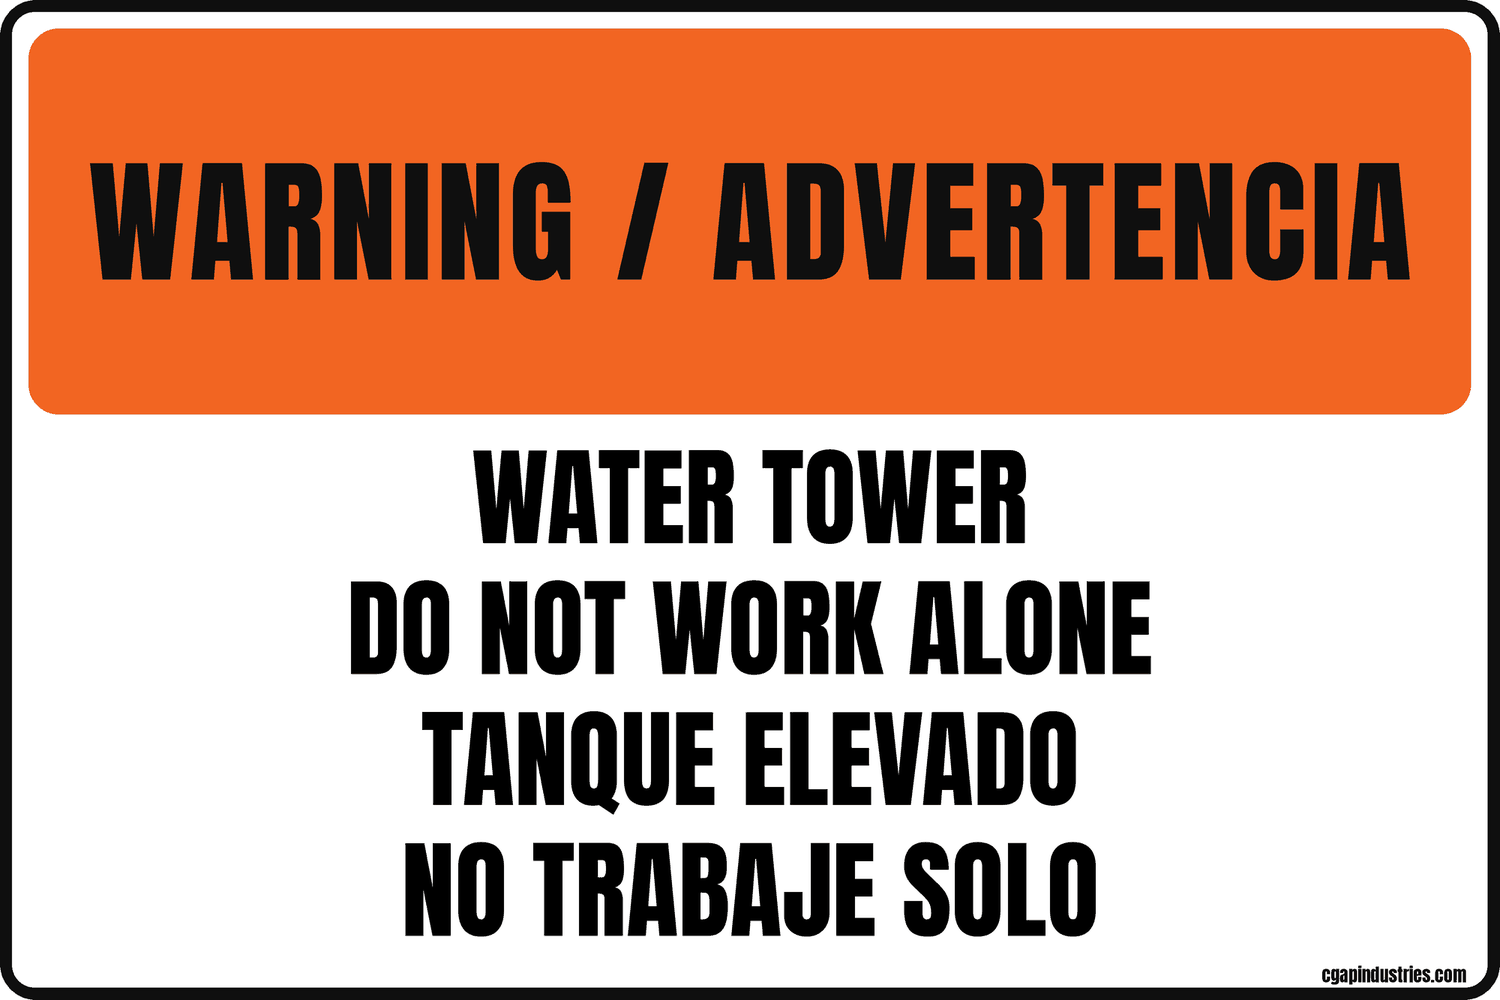 WARNING / ADVERTENCIA
WATER TOWER
DO NOT WORK ALONE
TANQUE ELEVADO
NO TRABAJE SOLO
cgapindustries.com